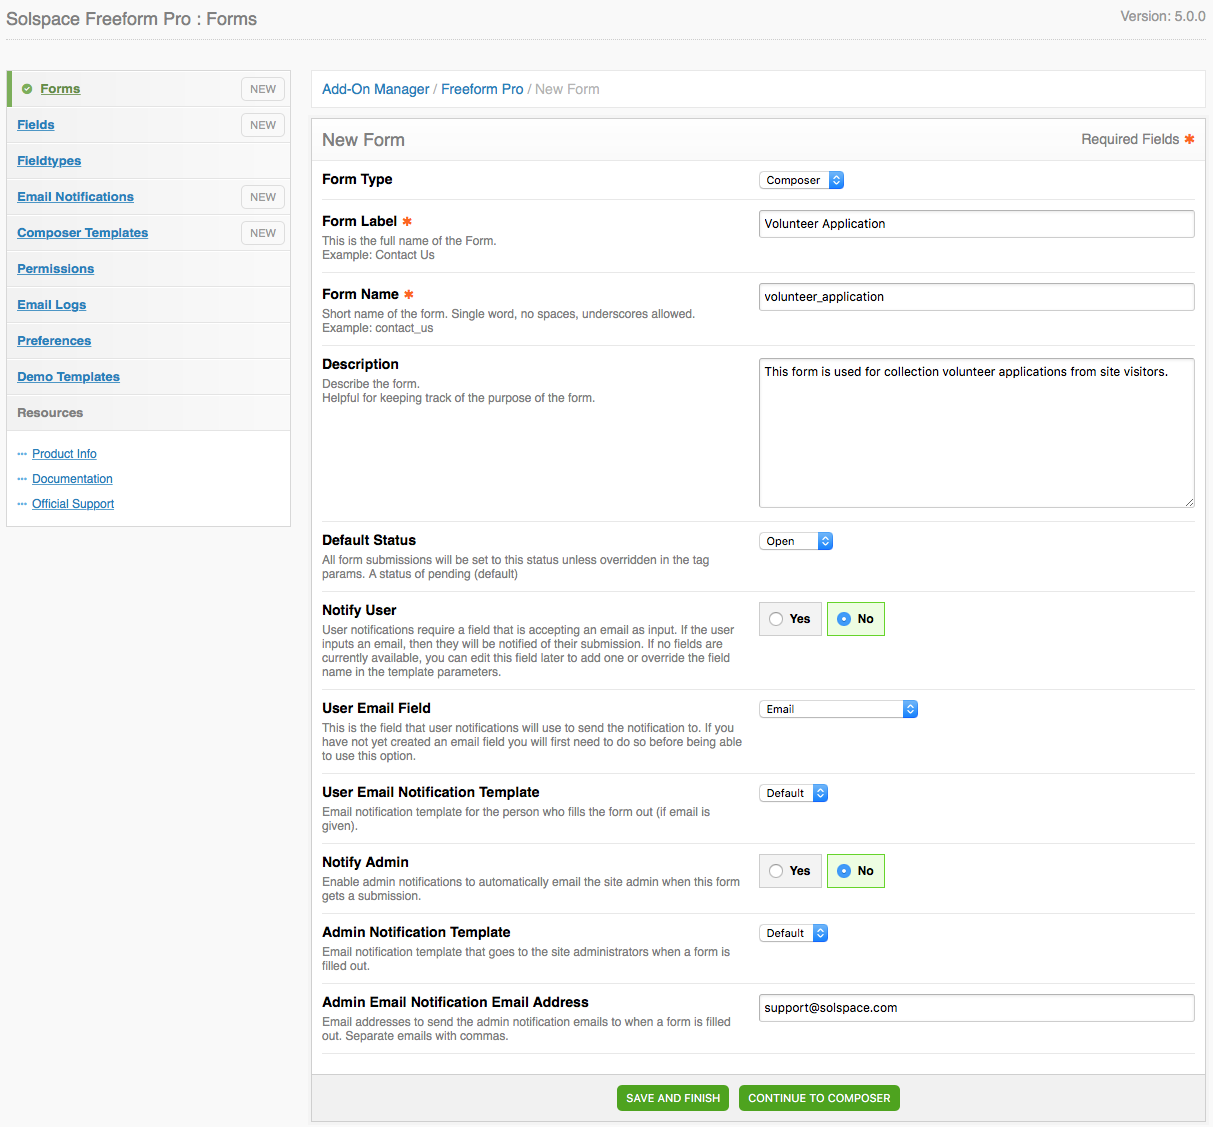 Solspace Freeform Pro : Forms
Version: 5.0.0
Forms NEW
Fields NEW
Fieldtypes
Email Notifications NEW
Composer Templates NEW
Permissions
Email Logs
Preferences
Demo Templates
Resources
Product Info
Documentation
Official Support
Add-On Manager / Freeform Pro / New Form
New Form
Required Fields ✱
Form Type
Composer
Form Label ✱
This is the full name of the Form.
Example: Contact Us
Volunteer Application
Form Name ✱
Short name of the form. Single word, no spaces, underscores allowed.
Example: contact_us
volunteer_application
Description
Describe the form.
Helpful for keeping track of the purpose of the form.
This form is used for collection volunteer applications from site visitors.
Default Status
All form submissions will be set to this status unless overridden in the tag
params. A status of pending (default)
Open
Notify User
User notifications require a field that is accepting an email as input. If the user
inputs an email, then they will be notified of their submission. If no fields are
currently available, you can edit this field later to add one or override the field
name in the template parameters.
Yes No
User Email Field
This is the field that user notifications will use to send the notification to. If you
have not yet created an email field you will first need to do so before being able
to use this option.
Email
User Email Notification Template
Email notification template for the person who fills the form out (if email is
given).
Default
Notify Admin
Enable admin notifications to automatically email the site admin when this form
gets a submission.
Yes No
Admin Notification Template
Email notification template that goes to the site administrators when a form is
filled out.
Default
Admin Email Notification Email Address
Email addresses to send the admin notification emails to when a form is filled
out. Separate emails with commas.
support@solspace.com
SAVE AND FINISH CONTINUE TO COMPOSER